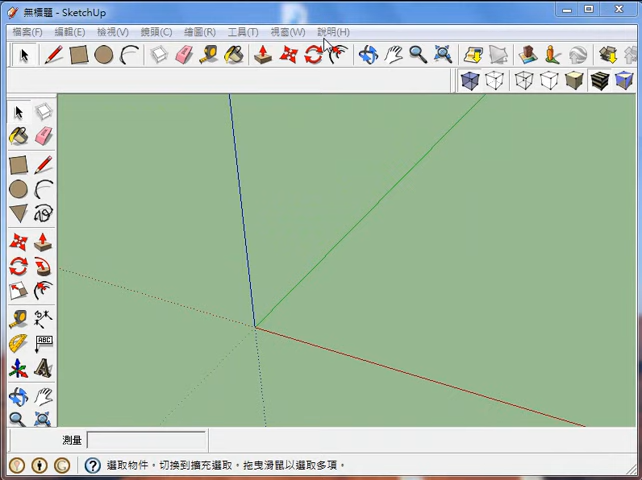 無標題 - SketchUp
檔案(F) 編輯(E) 檢視(V) 鏡頭(C) 繪圖(R) 工具(T) 視窗(W) 說明(H)
ABC
測量
選取物件。切換到擴充選取。拖曳滑鼠以選取多項。